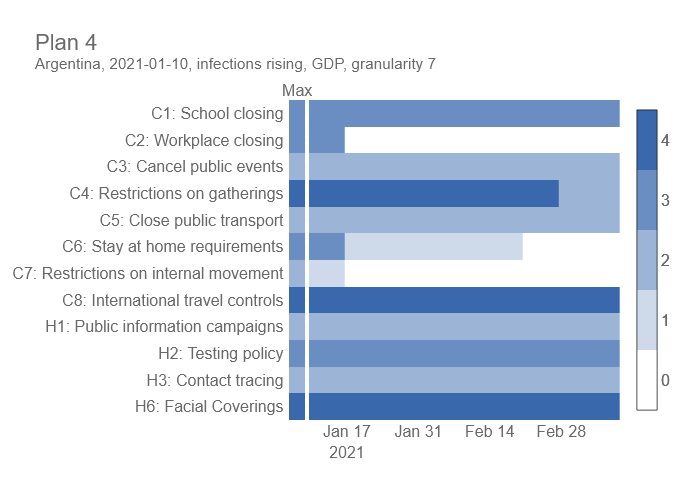 Plan 4
Argentina, 2021-01-10, infections rising, GDP, granularity 7
Max
C1: School closing
C2: Workplace closing
C3: Cancel public events
C4: Restrictions on gatherings
C5: Close public transport
C6: Stay at home requirements
C7: Restrictions on internal movement
C8: International travel controls
H1: Public information campaigns
H2: Testing policy
H3: Contact tracing
H6: Facial Coverings
Jan 17 Jan 31 Feb 14 Feb 28
2021
4
3
2
1
0